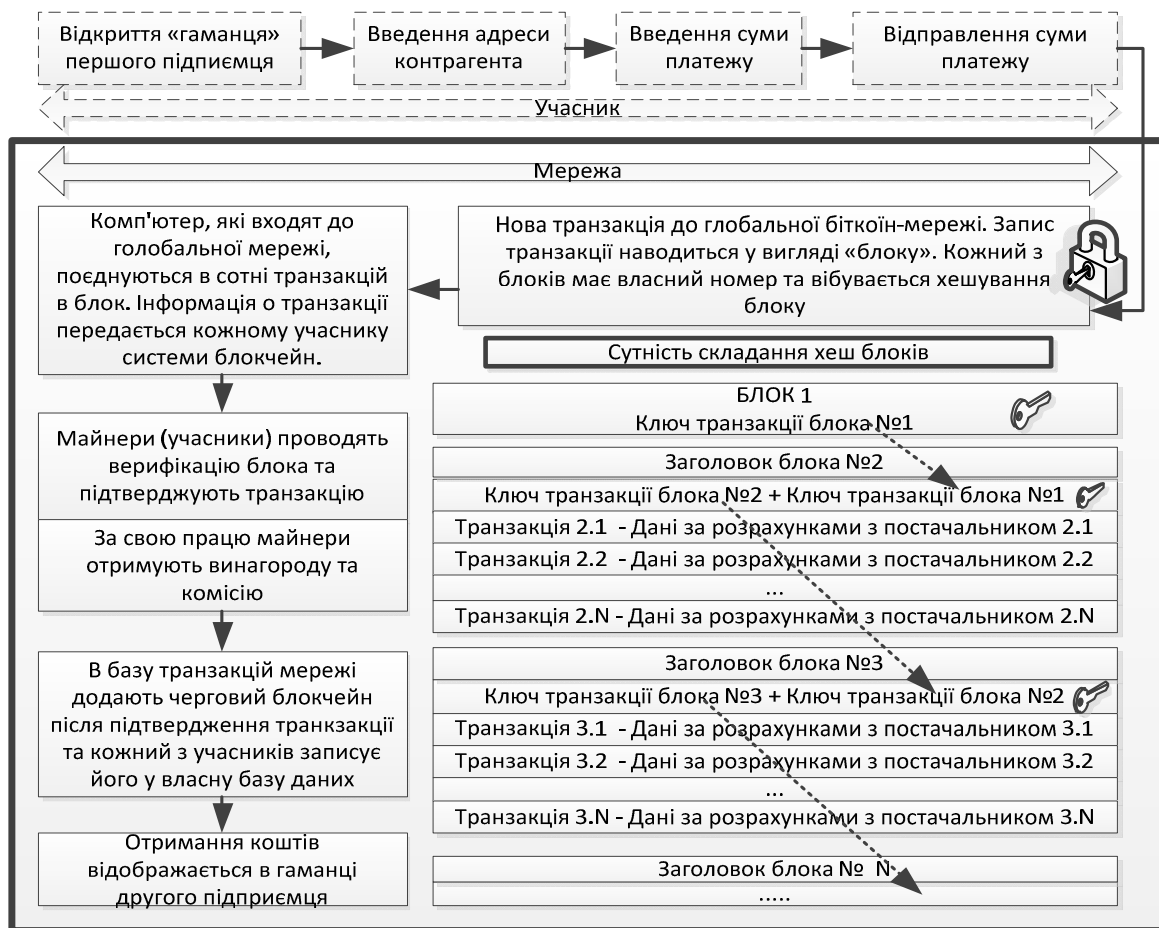 Відкриття «гаманця»
першого підпиємця
Введення адреси
контрагента
Введення суми
платежу
Відправлення суми
платежу
Учасник
Мережа
Нова транзакція до глобальної біткоїн-мережі. Запис
транзакції наводиться у вигляді «блоку». Кожний з
блоків має власний номер та вібувається хешування
блоку
Комп'ютер, які входят до
голобальної мережі,
поєднуються в сотні транзакцій
в блок. Інформація о транзакції
передається кожному учаснику
системи блокчейн.
Майнери (учасники) проводять
верифікацію блока та
підтверджують транзакцію
За свою працю майнери
отримують винагороду та
комісію
В базу транзакцій мережі
додають черговий блокчейн
після підтвердження транкзакції
та кожний з учасників записує
його у власну базу даних
Отримання коштів
відображається в гаманці
другого підприємця
Сутність складання хеш блоків
БЛОК 1
Ключ транзакції блока №1
Заголовок блока №2
Ключ транзакції блока №2 + Ключ транзакції блока №1
Транзакція 2.1 - Дані за розрахунками з постачальником 2.1
Транзакція 2.2 - Дані за розрахунками з постачальником 2.2
...
Транзакція 2.N - Дані за розрахунками з постачальником 2.N
Заголовок блока №3
Ключ транзакції блока №3 + Ключ транзакції блока №2
Транзакція 3.1 - Дані за розрахунками з постачальником 3.1
Транзакція 3.2 - Дані за розрахунками з постачальником 3.2
...
Транзакція 3.N - Дані за розрахунками з постачальником 3.N
Заголовок блока № N
.....